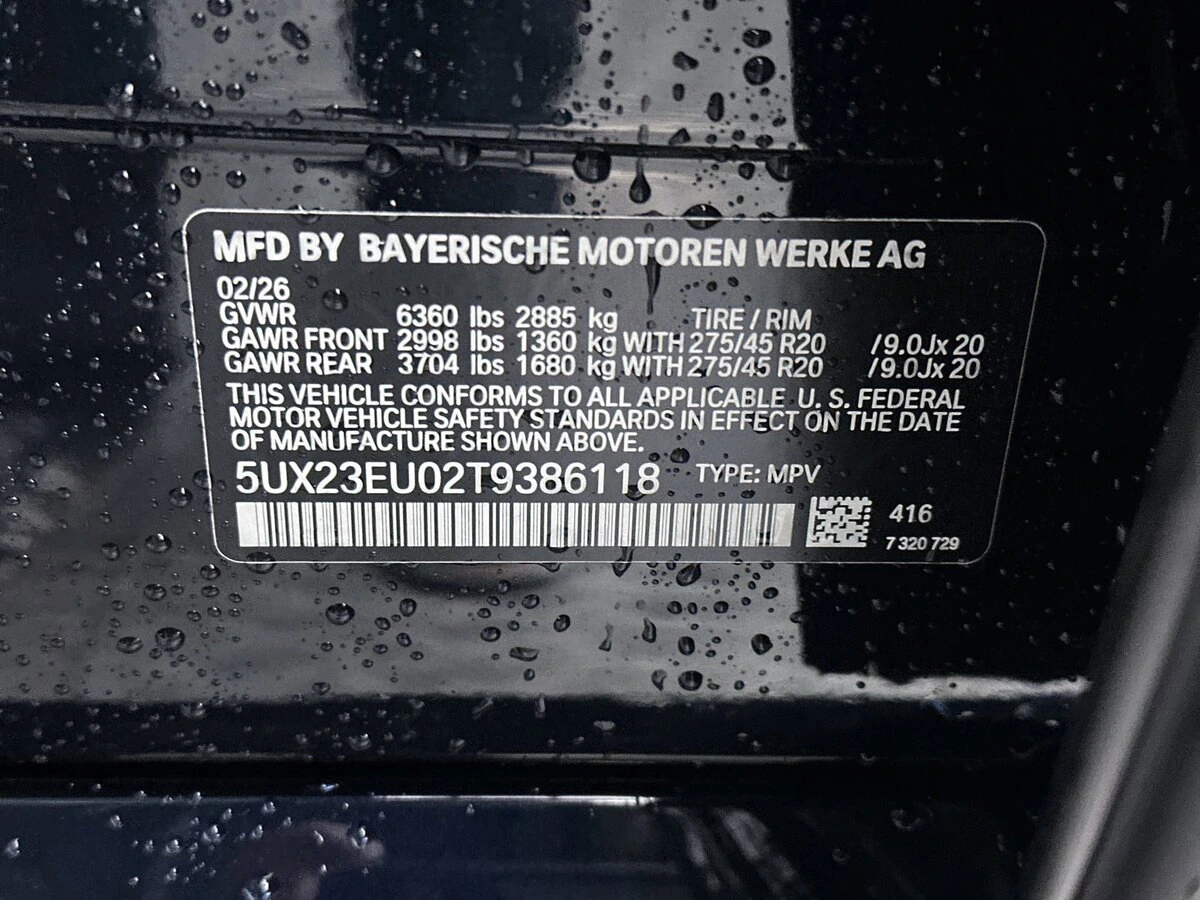 MFD BY BAYERISCHE MOTOREN WERKE AG
02/26
GVWR 6360 lbs 2885 kg TIRE / RIM
GAWR FRONT 2998 lbs 1360 kg WITH 275/45 R20 /9.0Jx 20
GAWR REAR 3704 lbs 1680 kg WITH 275/45 R20 /9.0Jx 20
THIS VEHICLE CONFORMS TO ALL APPLICABLE U. S. FEDERAL
MOTOR VEHICLE SAFETY STANDARDS IN EFFECT ON THE DATE
OF MANUFACTURE SHOWN ABOVE.
5UX23EU02T9386118 TYPE: MPV
416
7 320 729